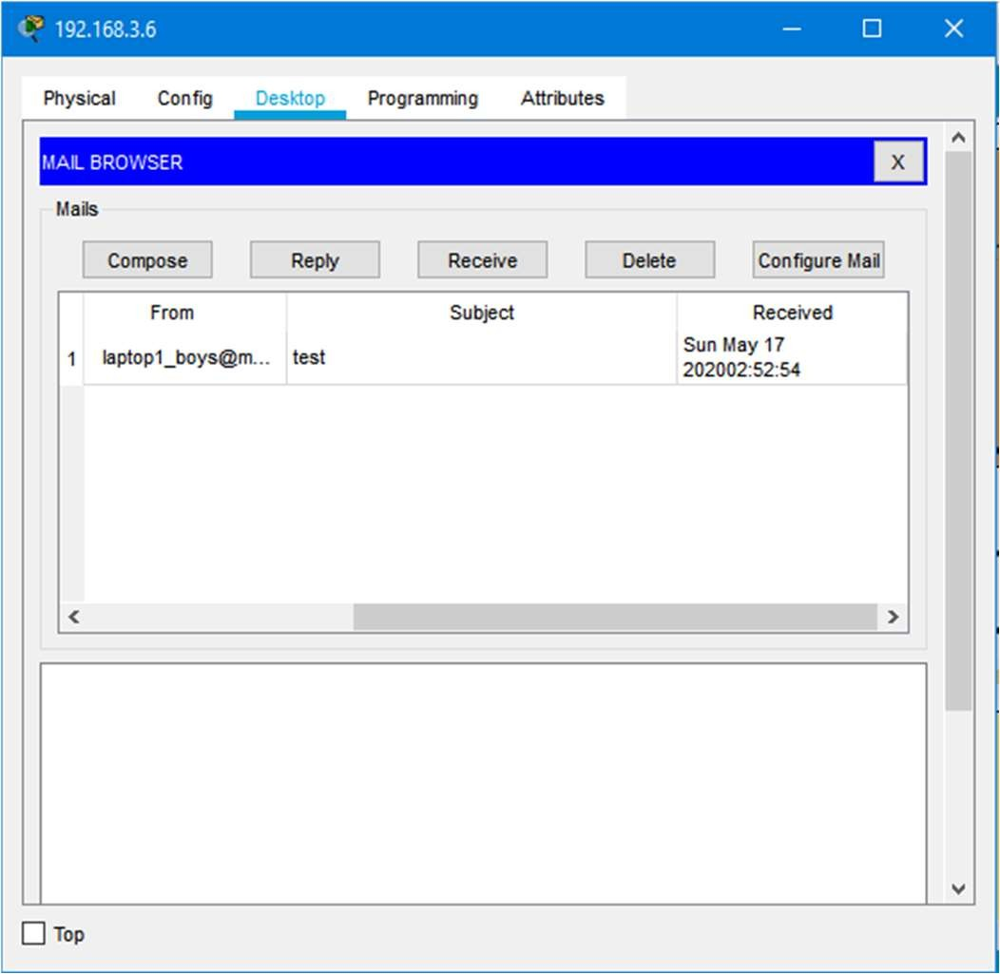 192.168.3.6
Physical Config Desktop Programming Attributes
MAIL BROWSER X
Mails
Compose Reply Receive Delete Configure Mail
From Subject Received
1 laptop1_boys@m... test Sun May 17
202002:52:54
Top